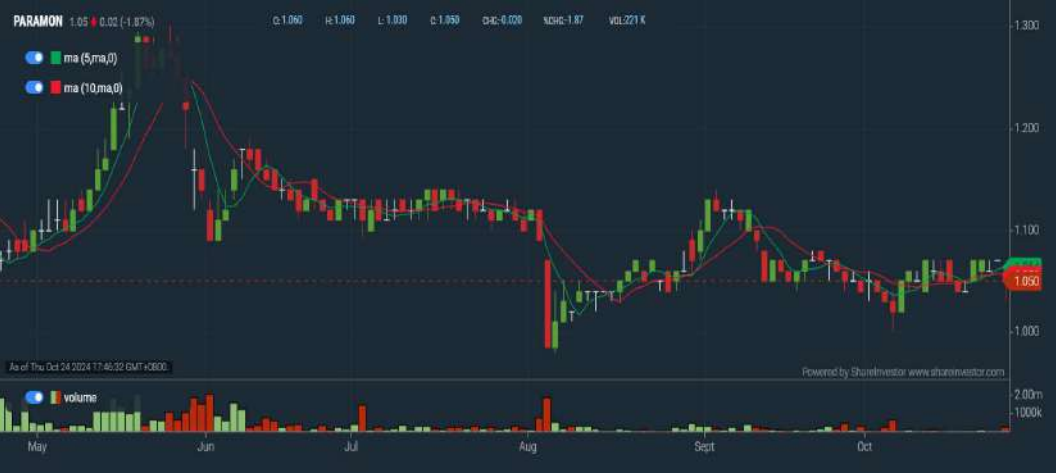 PARAMON 1.05 0.02 (-1.87%) O:1.060 H:1.060 L:1.030 C:1.050 CHG:-0.020 %CHG:-1.87 VOL:221 K
ma (5,ma,0)
ma (10,ma,0)
1.300
1.200
1.100
1.050
1.000
As of Thu Oct 24 2024 17:46:32 GMT+0800
Powered by ShareInvestor www.shareinvestor.com
volume
2.00m
1000k
May Jun Jul Aug Sept Oct